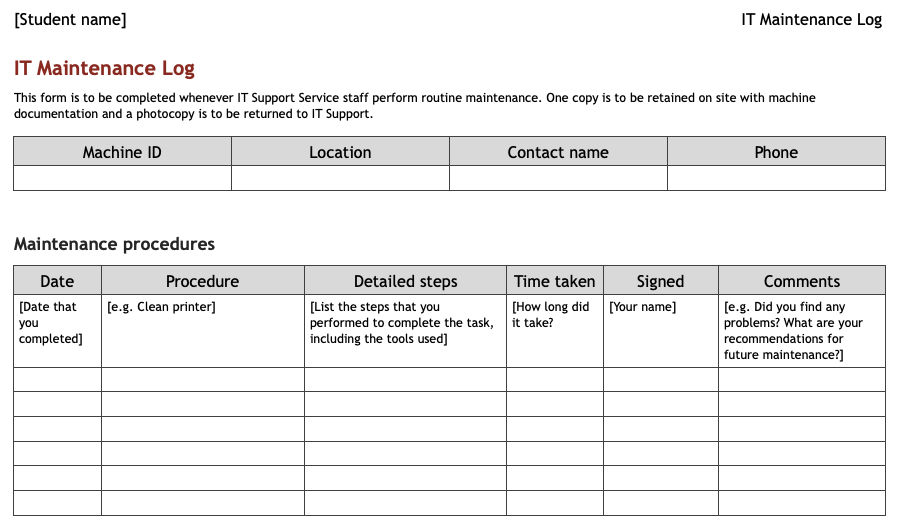 [Student name] IT Maintenance Log
IT Maintenance Log
This form is to be completed whenever IT Support Service staff perform routine maintenance. One copy is to be retained on site with machine
documentation and a photocopy is to be returned to IT Support.
Machine ID Location Contact name Phone
Maintenance procedures
Date Procedure Detailed steps Time taken Signed Comments
[Date that
you
completed]
[e.g. Clean printer]
[List the steps that you
performed to complete the task,
including the tools used]
[How long did
it take?
[Your name]
[e.g. Did you find any
problems? What are your
recommendations for
future maintenance?]